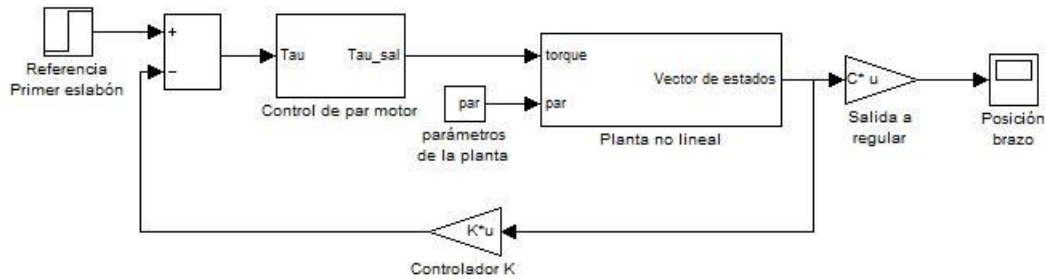 +
−
Referencia
Primer eslabón
Tau
Tau_sal
Control de par motor
par
parámetros
de la planta
torque
par
Vector de estados
Planta no lineal
C* u
Salida a
regular
Posición
brazo
K*u
Controlador K